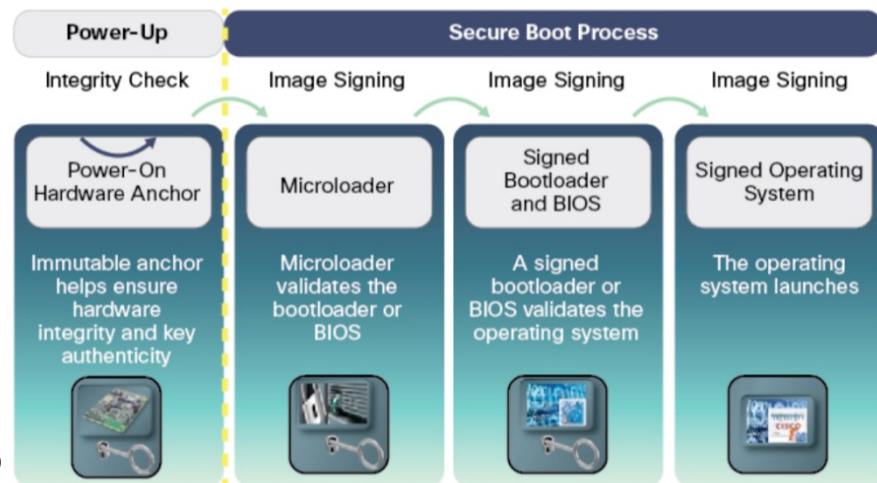 Power-Up
Secure Boot Process
Integrity Check
Image Signing
Image Signing
Image Signing
Power-On
Hardware Anchor
Immutable anchor
helps ensure
hardware
integrity and key
authenticity
Microloader
Microloader
validates the
bootloader or
BIOS
Signed
Bootloader
and BIOS
A signed
bootloader or
BIOS validates the
operating system
Signed Operating
System
The operating
system launches
CISCO